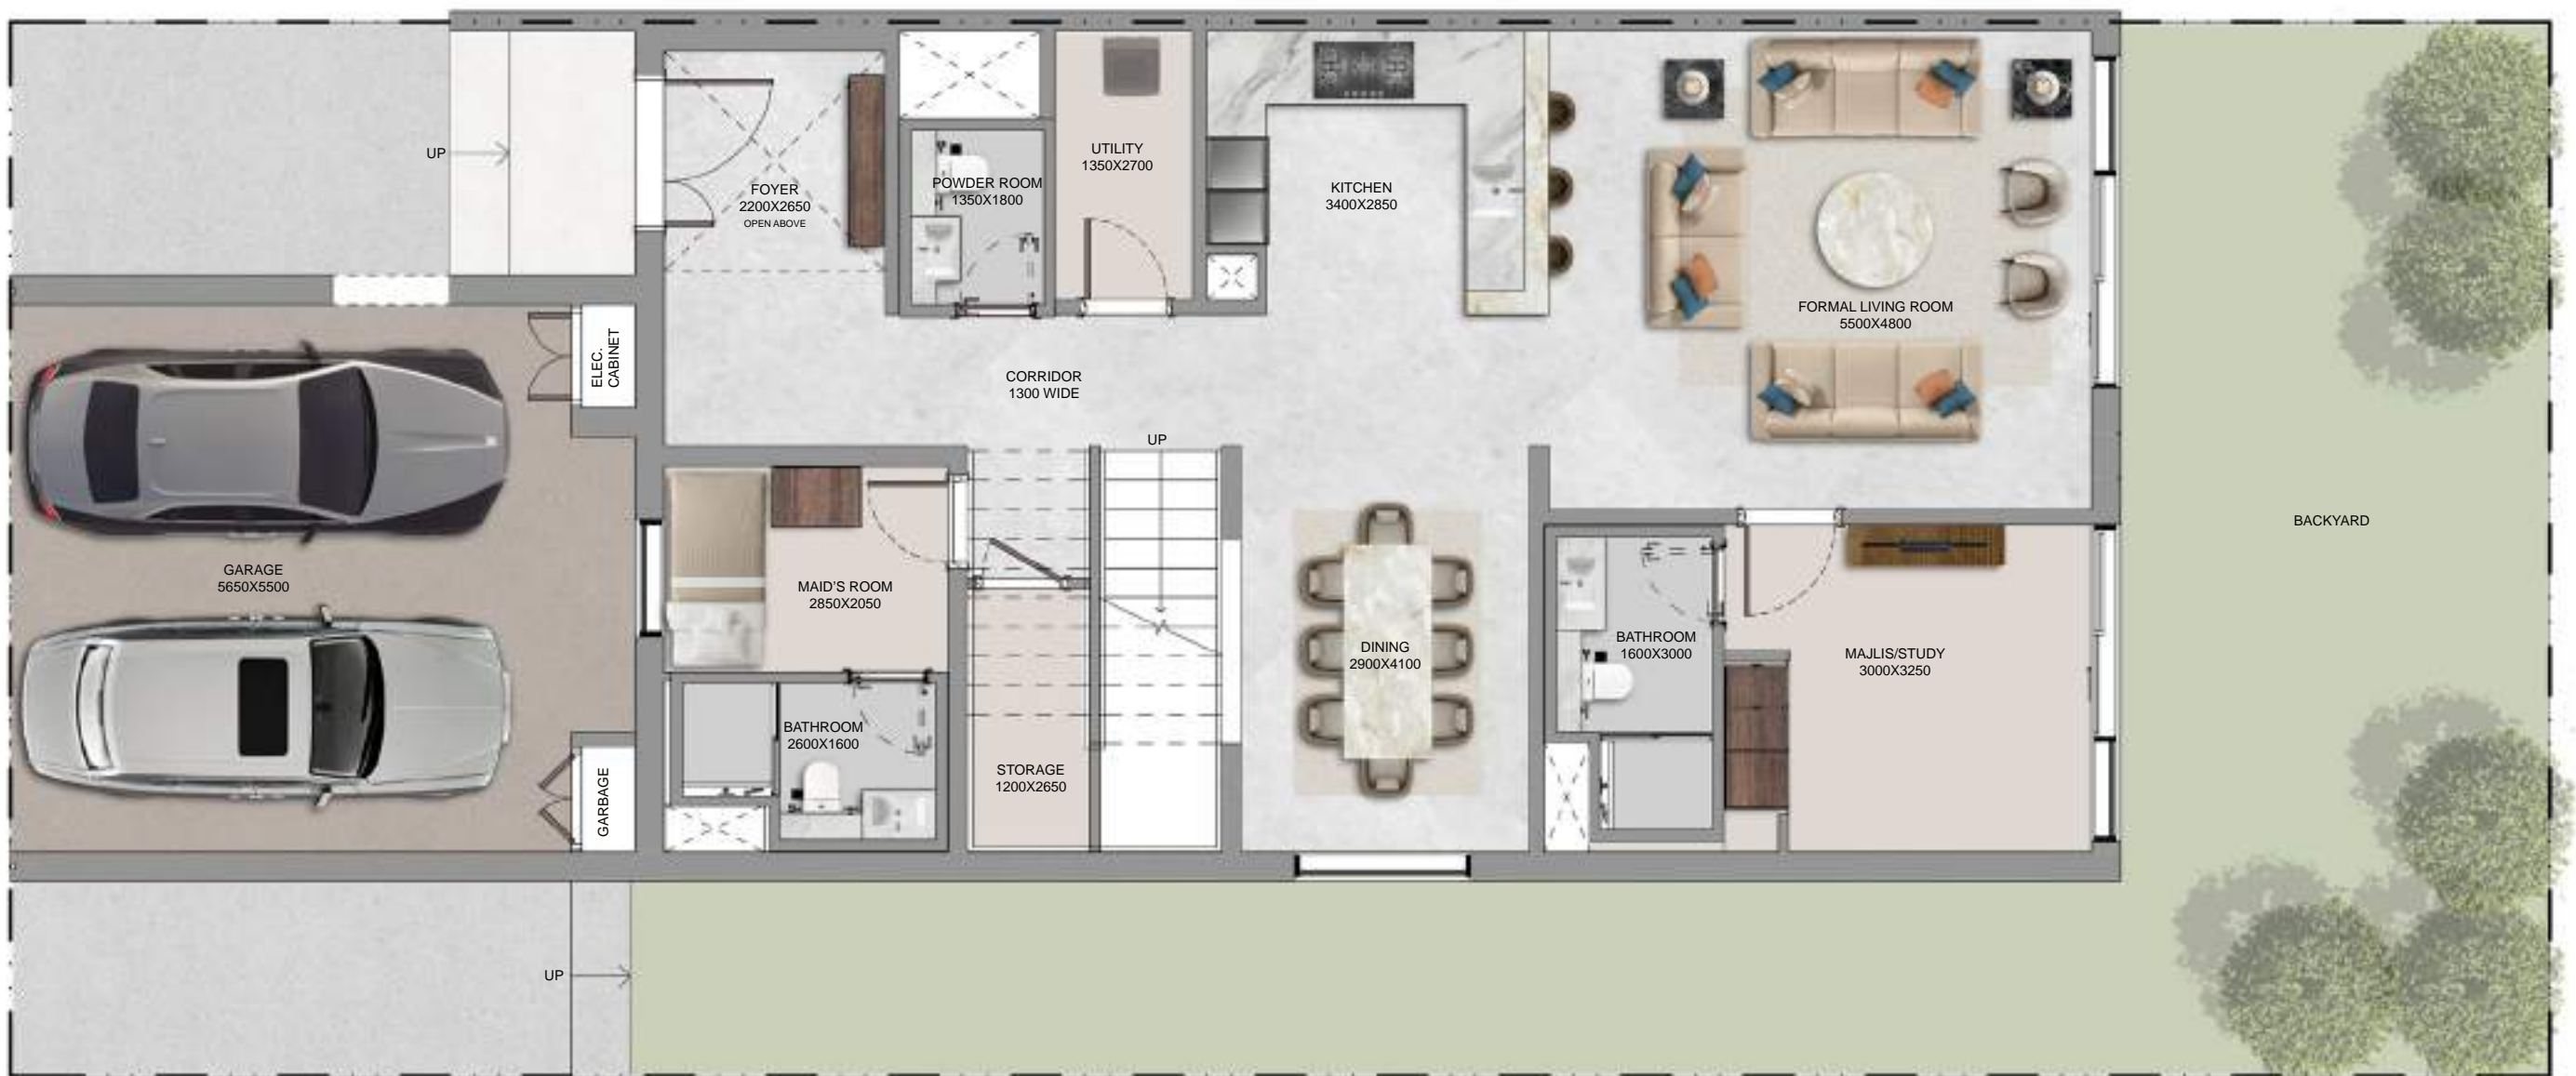 UP
FOYER
2200X2650
OPEN ABOVE
POWDER ROOM
1350X1800
UTILITY
1350X2700
KITCHEN
3400X2850
FORMAL LIVING ROOM
5500X4800
ELEC.
CABINET
CORRIDOR
1300 WIDE
UP
BACKYARD
GARAGE
5650X5500
MAID'S ROOM
2850X2050
DINING
2900X4100
BATHROOM
1600X3000
MAJLIS/STUDY
3000X3250
BATHROOM
2600X1600
STORAGE
1200X2650
GARBAGE
UP